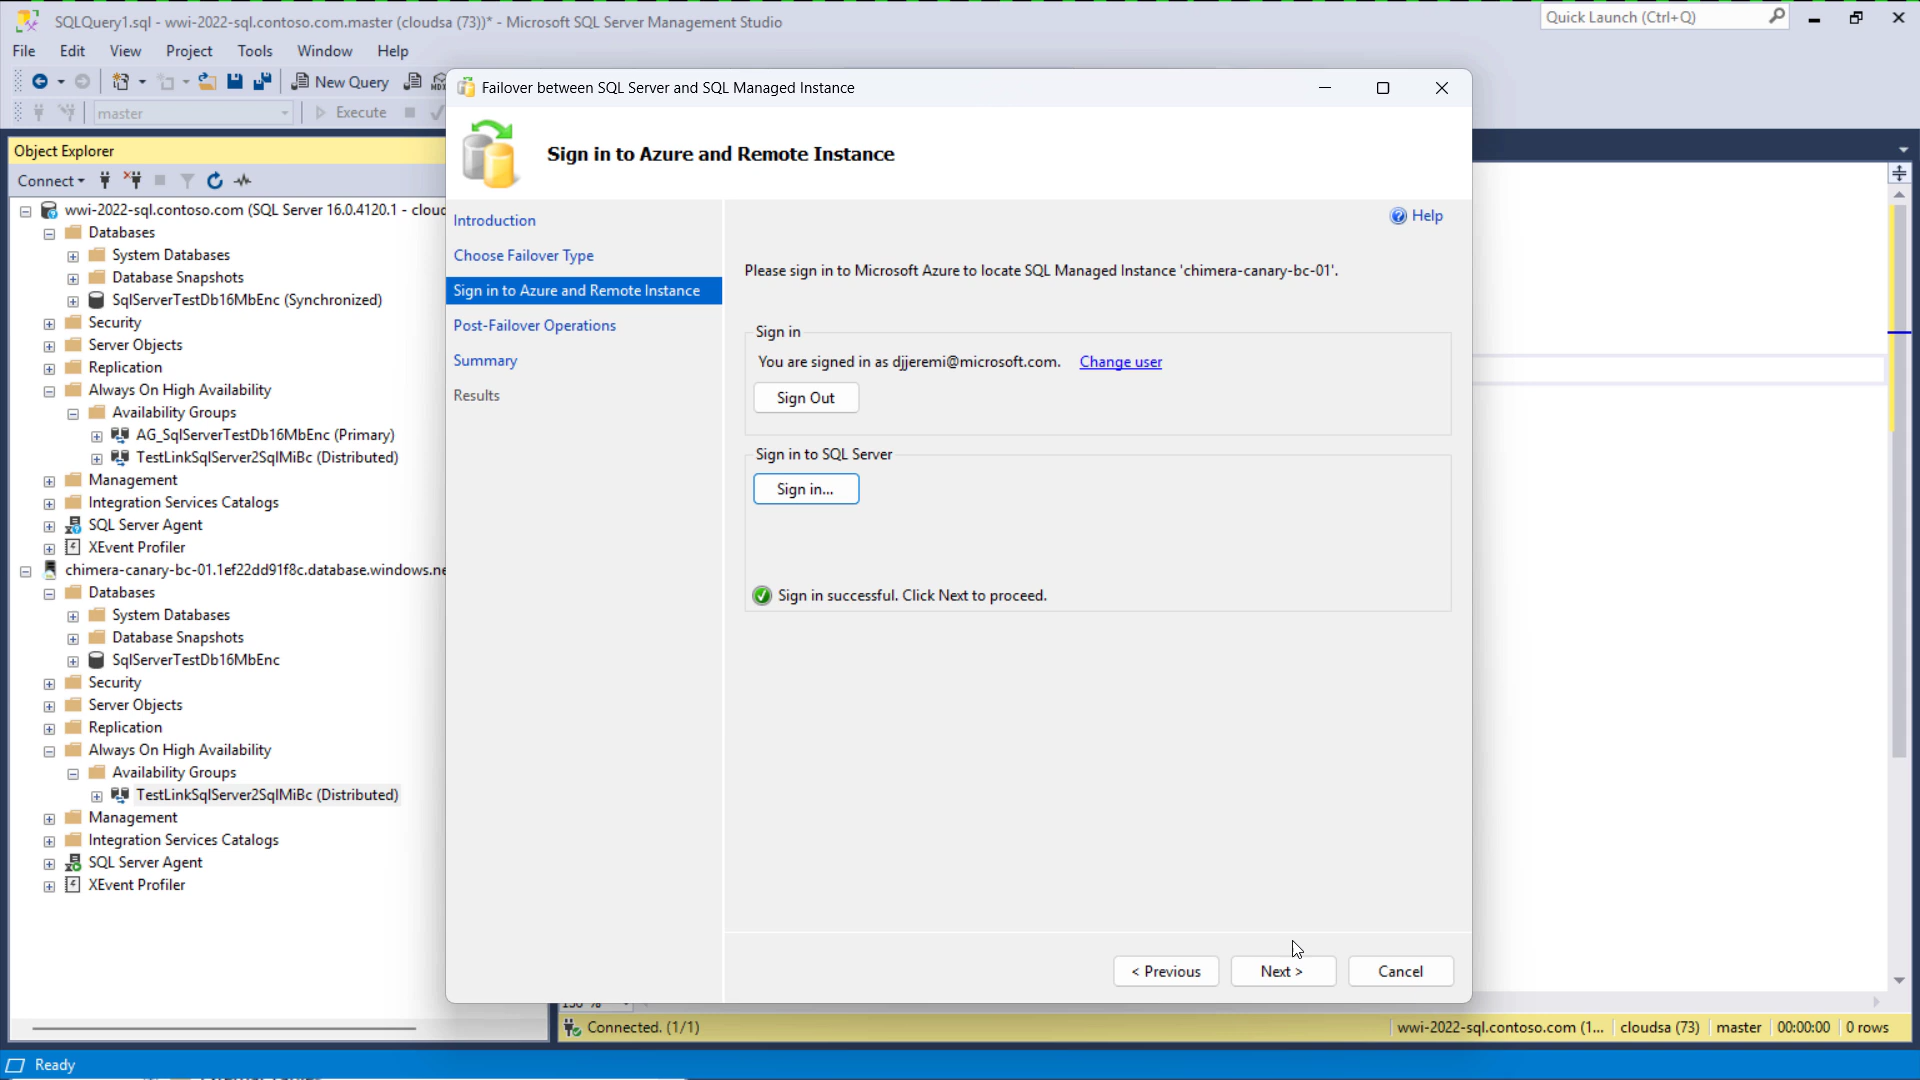 SQLQuery1.sql - wwi-2022-sql.contoso.com.master (cloudsa (73))* - Microsoft SQL Server Management Studio
Quick Launch (Ctrl+Q)
File Edit View Project Tools Window Help
New Query
master
Execute
Object Explorer
Connect
wwi-2022-sql.contoso.com (SQL Server 16.0.4120.1 - cloud
Databases
System Databases
Database Snapshots
SqlServerTestDb16MbEnc (Synchronized)
Security
Server Objects
Replication
Always On High Availability
Availability Groups
AG_SqlServerTestDb16MbEnc (Primary)
TestLinkSqlServer2SqlMiBc (Distributed)
Management
Integration Services Catalogs
SQL Server Agent
XEvent Profiler
chimera-canary-bc-01.1ef22dd91f8c.database.windows.ne
Databases
System Databases
Database Snapshots
SqlServerTestDb16MbEnc
Security
Server Objects
Replication
Always On High Availability
Availability Groups
TestLinkSqlServer2SqlMiBc (Distributed)
Management
Integration Services Catalogs
SQL Server Agent
XEvent Profiler
Failover between SQL Server and SQL Managed Instance
Sign in to Azure and Remote Instance
Introduction
Choose Failover Type
Sign in to Azure and Remote Instance
Post-Failover Operations
Summary
Results
Help
Please sign in to Microsoft Azure to locate SQL Managed Instance 'chimera-canary-bc-01'.
Sign in
You are signed in as djjeremi@microsoft.com. Change user
Sign Out
Sign in to SQL Server
Sign in...
Sign in successful. Click Next to proceed.
< Previous
Next >
Cancel
Connected. (1/1)
wwi-2022-sql.contoso.com (1... cloudsa (73) master 00:00:00 0 rows
Ready